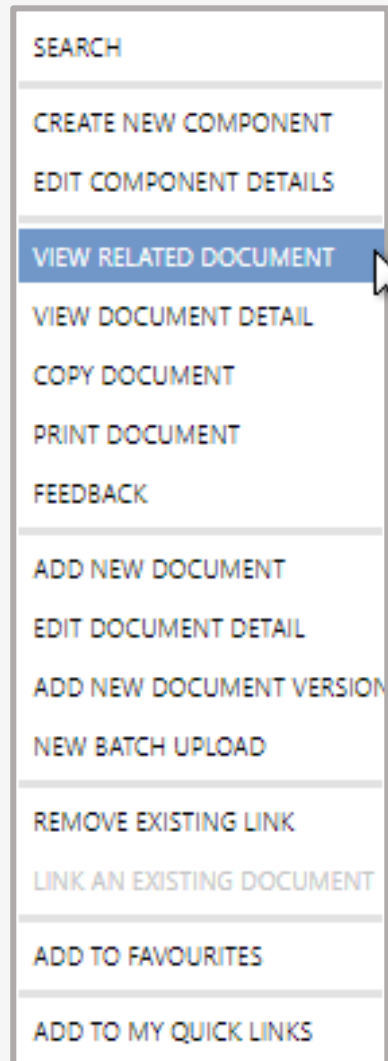 SEARCH
CREATE NEW COMPONENT
EDIT COMPONENT DETAILS
VIEW RELATED DOCUMENT
VIEW DOCUMENT DETAIL
COPY DOCUMENT
PRINT DOCUMENT
FEEDBACK
ADD NEW DOCUMENT
EDIT DOCUMENT DETAIL
ADD NEW DOCUMENT VERSION
NEW BATCH UPLOAD
REMOVE EXISTING LINK
LINK AN EXISTING DOCUMENT
ADD TO FAVOURITES
ADD TO MY QUICK LINKS